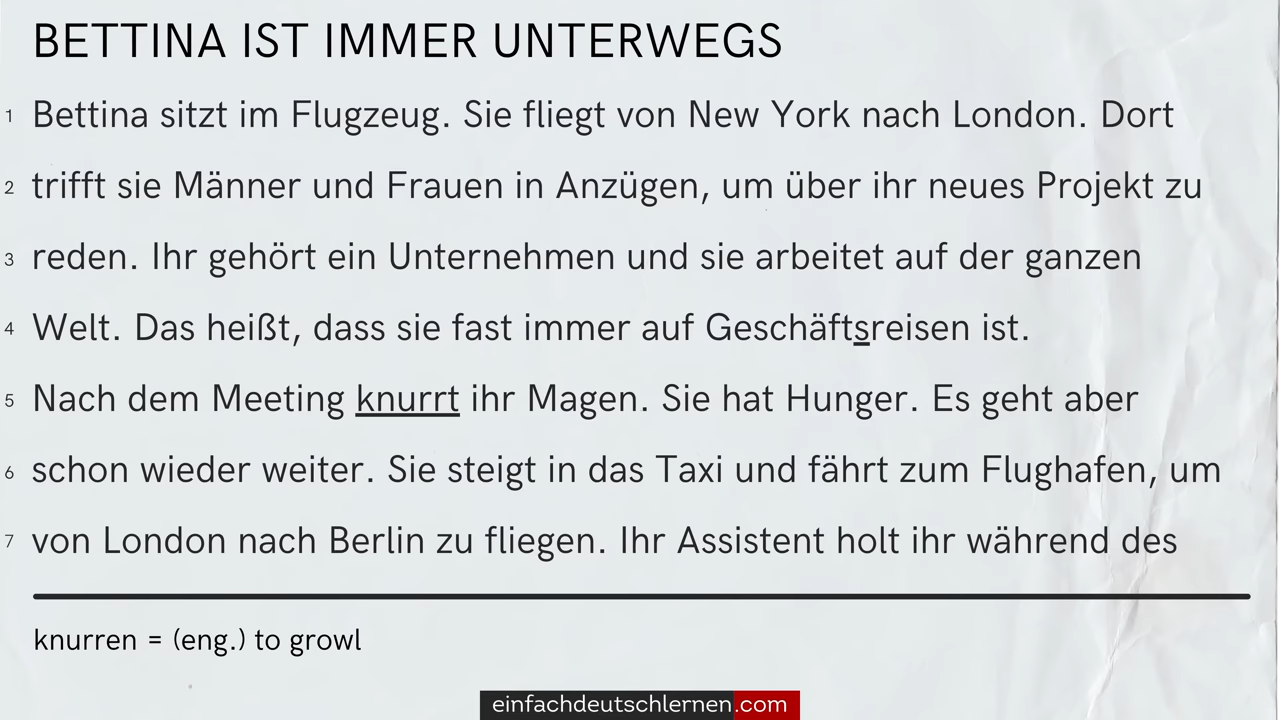 BETTINA IST IMMER UNTERWEGS
1 Bettina sitzt im Flugzeug. Sie fliegt von New York nach London. Dort
2 trifft sie Männer und Frauen in Anzügen, um über ihr neues Projekt zu
3 reden. Ihr gehört ein Unternehmen und sie arbeitet auf der ganzen
4 Welt. Das heißt, dass sie fast immer auf Geschäftsreisen ist.
5 Nach dem Meeting knurrt ihr Magen. Sie hat Hunger. Es geht aber
6 schon wieder weiter. Sie steigt in das Taxi und fährt zum Flughafen, um
7 von London nach Berlin zu fliegen. Ihr Assistent holt ihr während des
knurren = (eng.) to growl
einfachdeutschlernen.com